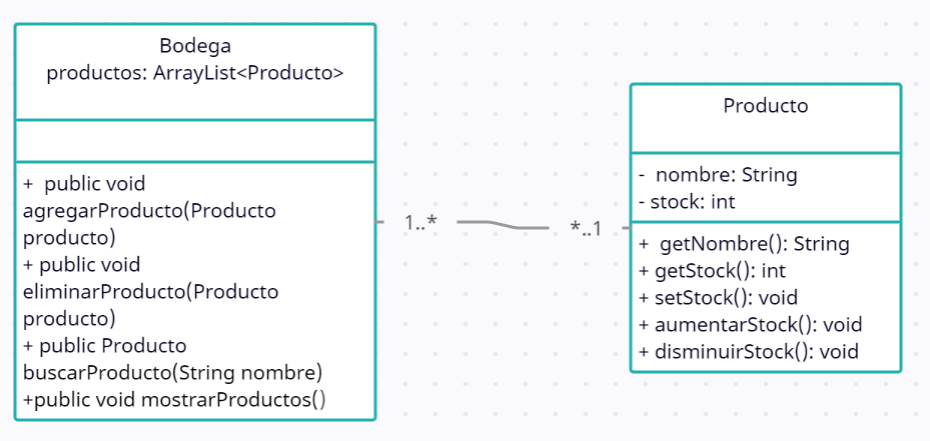 Bodega
productos: ArrayList<Producto>
+  public void
agregarProducto(Producto
producto)
+ public void
eliminarProducto(Producto
producto)
+ public Producto
buscarProducto(String nombre)
+public void mostrarProductos()
1..*
*..1
Producto
-  nombre: String
- stock: int
+  getNombre(): String
+ getStock(): int
+ setStock(): void
+ aumentarStock(): void
+ disminuirStock(): void